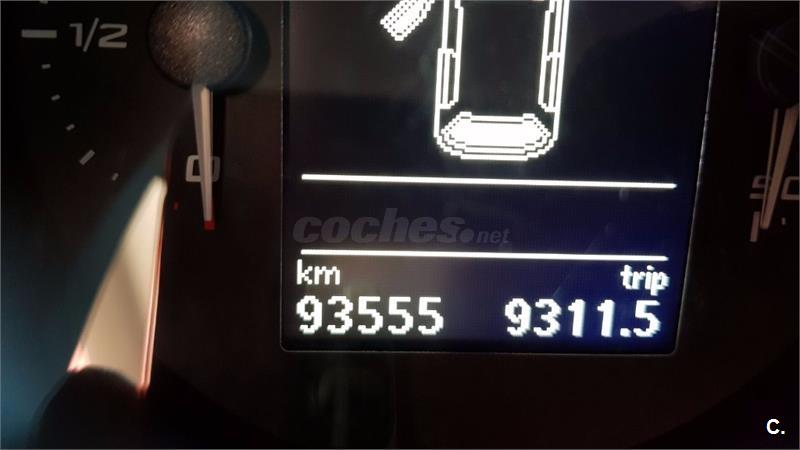 1/2
0
coches.net
km trip
93555 9311.5
C.